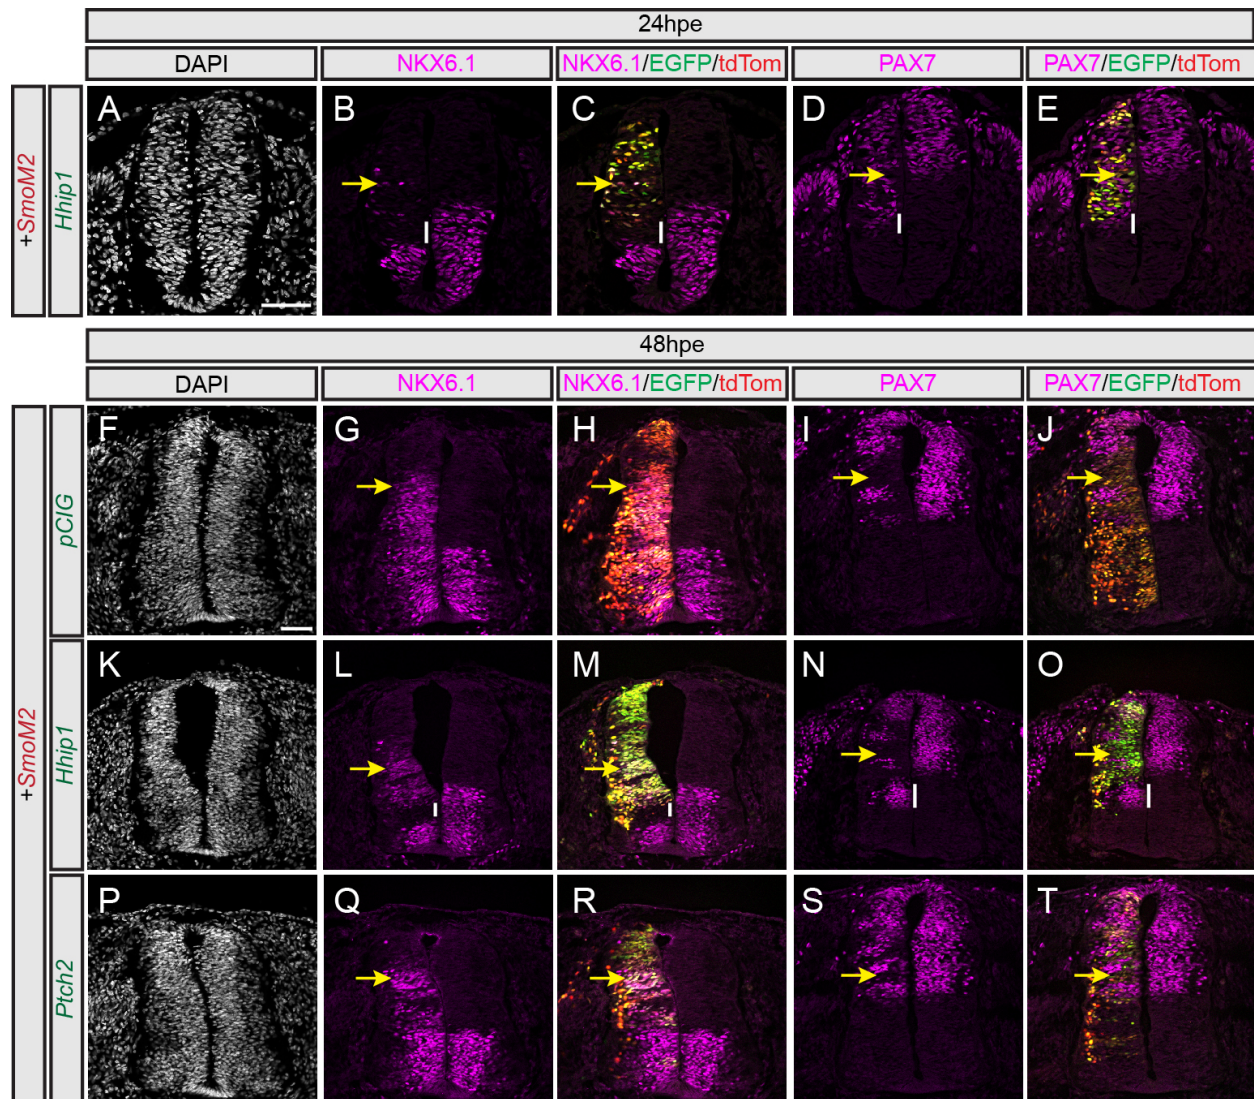 24hpe
DAPI NKX6.1 NKX6.1/EGFP/tdTom PAX7 PAX7/EGFP/tdTom
+SmoM2
Hhip1
A B C D E
48hpe
DAPI NKX6.1 NKX6.1/EGFP/tdTom PAX7 PAX7/EGFP/tdTom
+SmoM2
pCIG
F G H I J
Hhip1
K L M N O
Ptch2
P Q R S T